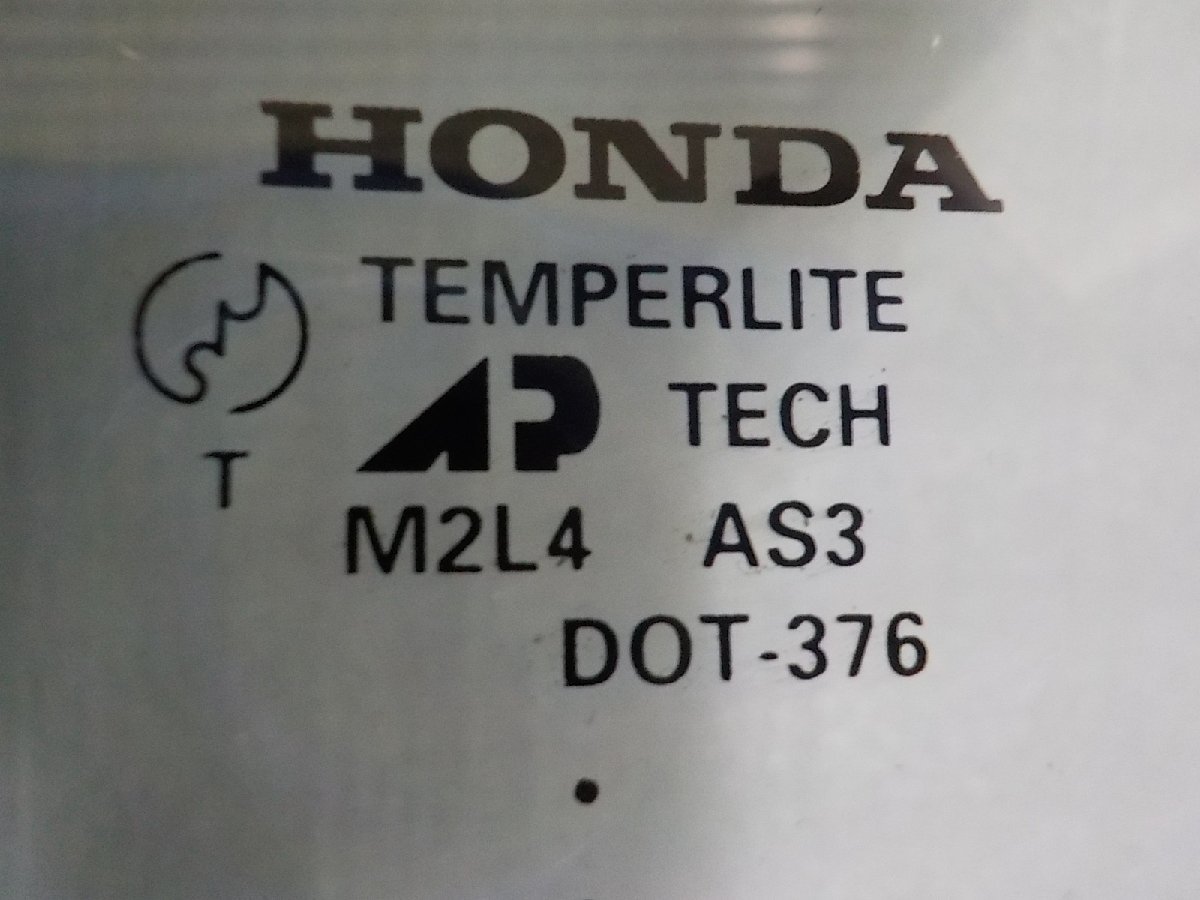 HONDA
TEMPERLITE
AP TECH
T
M2L4 AS3
DOT-376